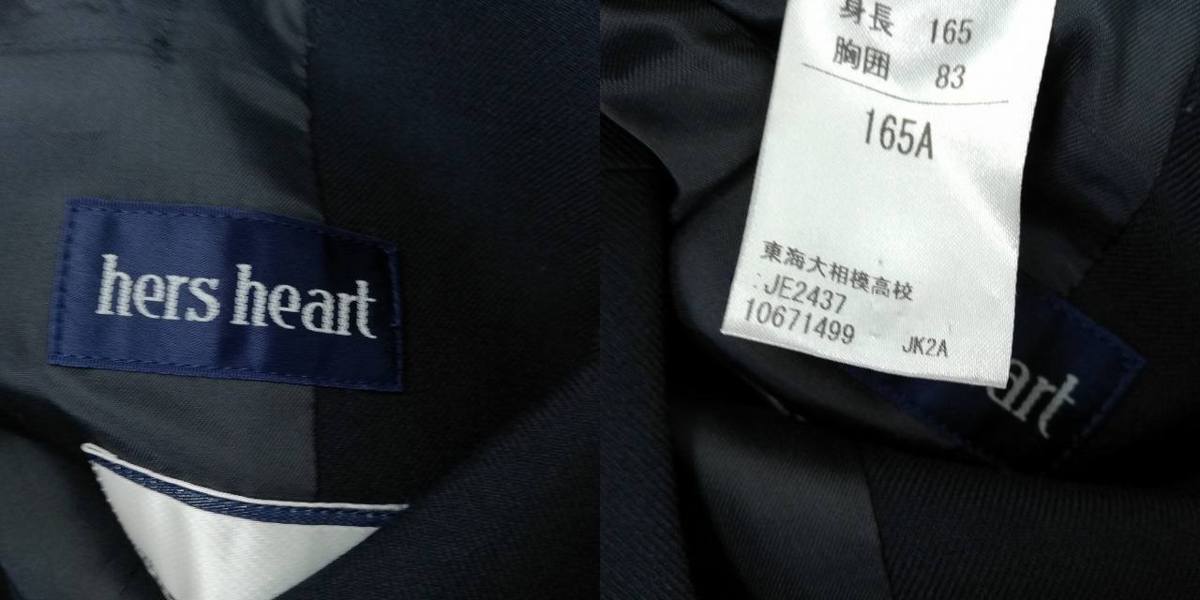 hers heart
身長 165
胸囲 83
165A
東海大相模高校
JE2437
10671499 JK2A
art